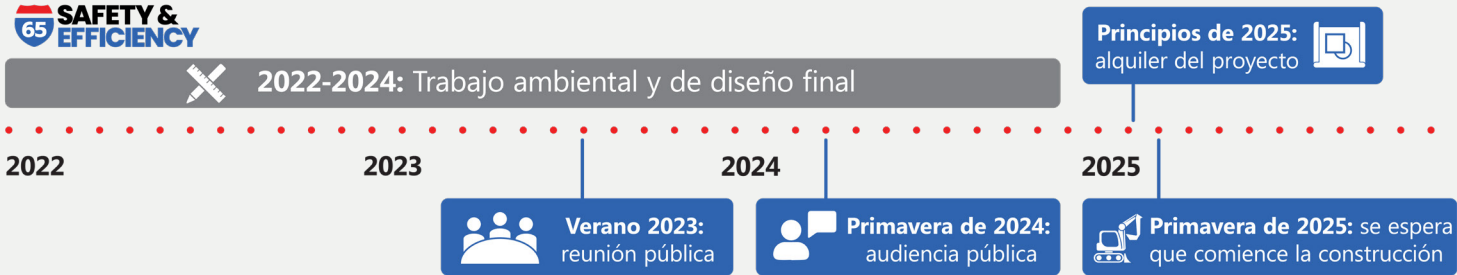 65 SAFETY &
EFFICIENCY
2022-2024: Trabajo ambiental y de diseño final
Principios de 2025:
alquiler del proyecto
2022
2023
2024
2025
Verano 2023:
reunión pública
Primavera de 2024:
audiencia pública
Primavera de 2025: se espera
que comience la construcción